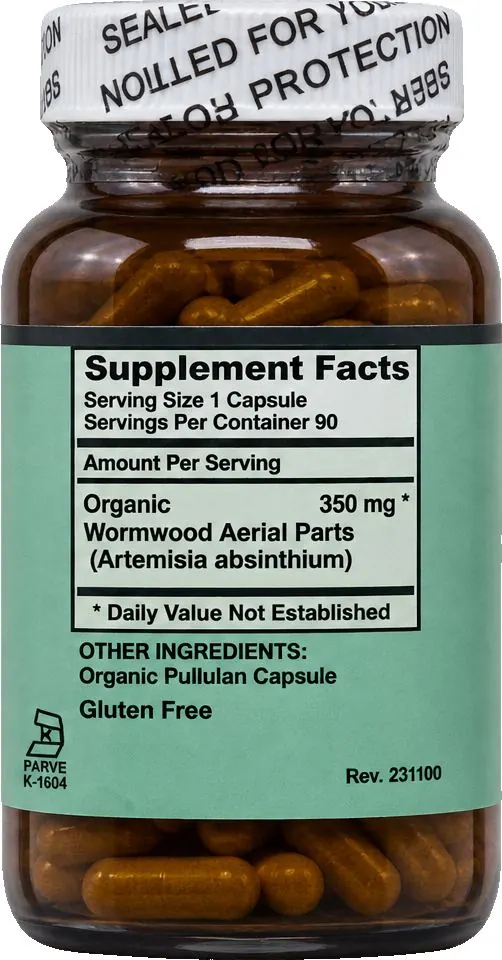 SEALED FOR YOUR
PROTECTION
Supplement Facts
Serving Size 1 Capsule
Servings Per Container 90
Amount Per Serving
Organic 350 mg *
Wormwood Aerial Parts
(Artemisia absinthium)
* Daily Value Not Established
OTHER INGREDIENTS:
Organic Pullulan Capsule
Gluten Free
K
PARVE
K-1604
Rev. 231100